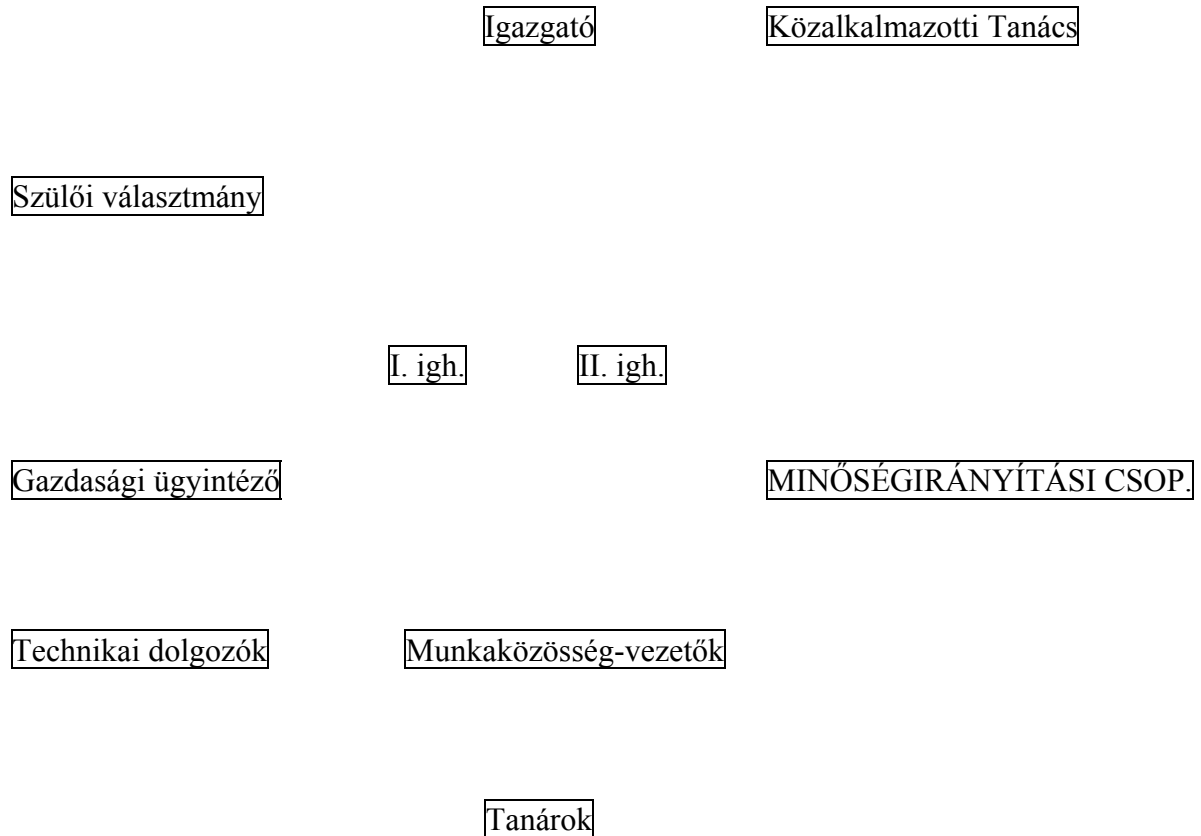 Igazgató Közalkalmazotti Tanács
Szülői választmány
I. igh. II. igh.
Gazdasági ügyintéző MINŐSÉGIRÁNYÍTÁSI CSOP.
Technikai dolgozók Munkaközösség-vezetők
Tanárok